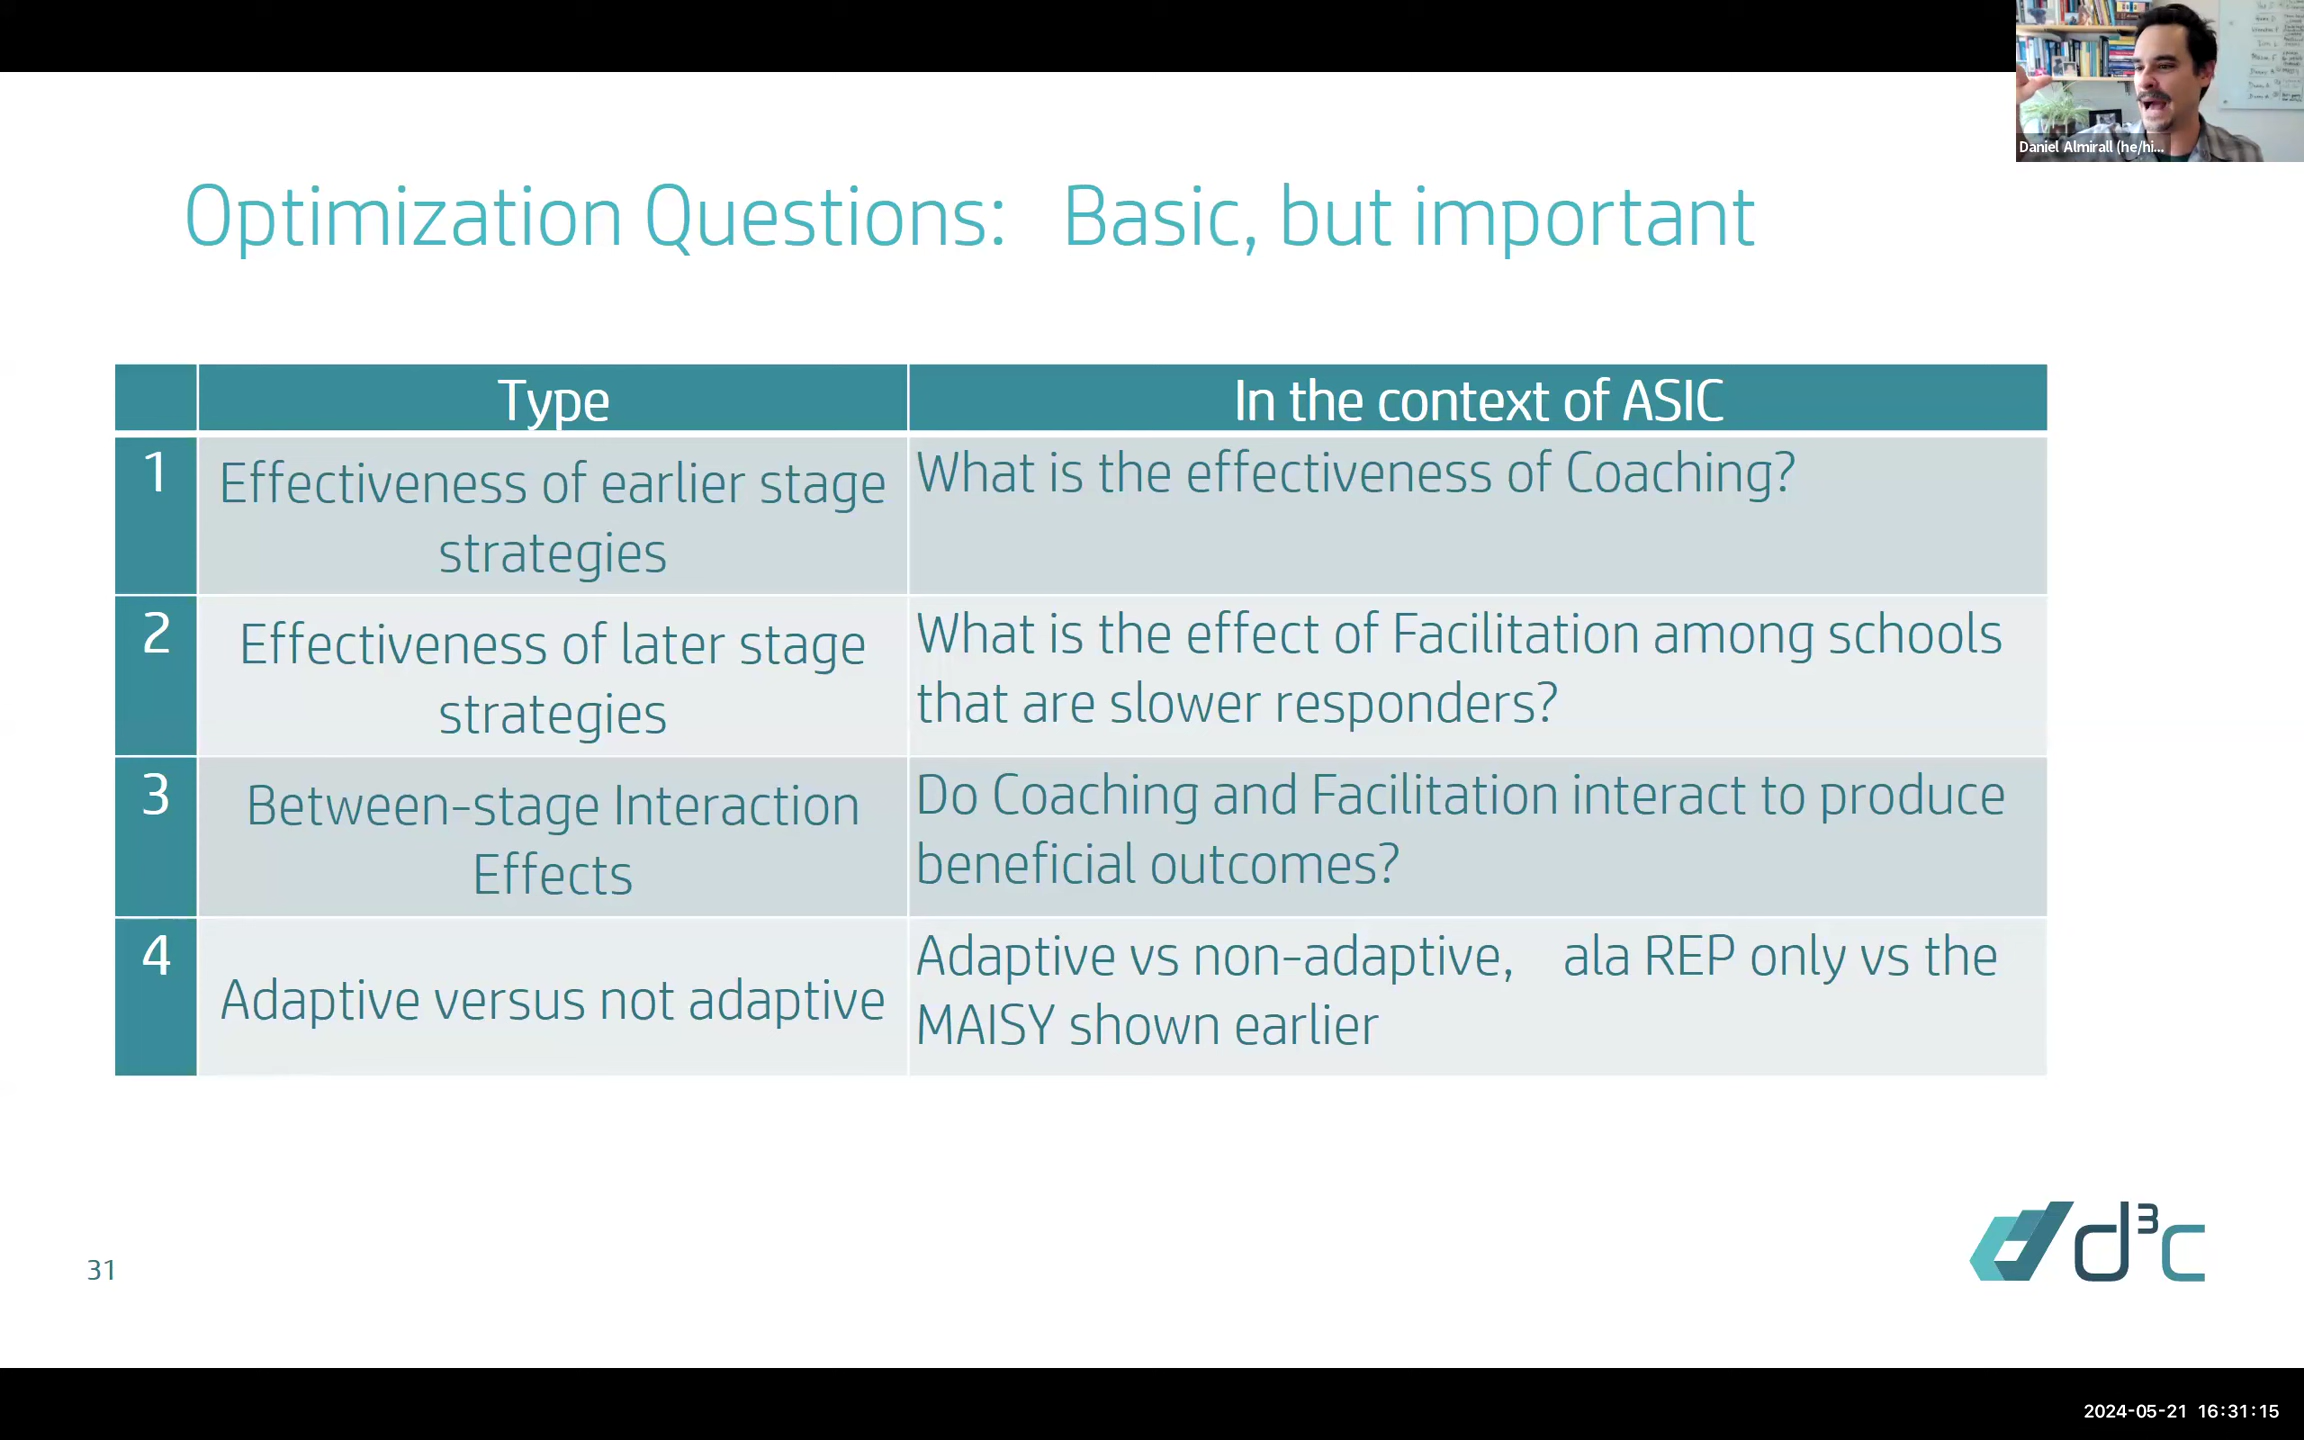 Daniel Almirall (he/hi...
Optimization Questions: Basic, but important
Type
In the context of ASIC
1
Effectiveness of earlier stage
strategies
What is the effectiveness of Coaching?
2
Effectiveness of later stage
strategies
What is the effect of Facilitation among schools
that are slower responders?
3
Between-stage Interaction
Effects
Do Coaching and Facilitation interact to produce
beneficial outcomes?
4
Adaptive versus not adaptive
Adaptive vs non-adaptive, ala REP only vs the
MAISY shown earlier
31
d³c
2024-05-21 16:31:15